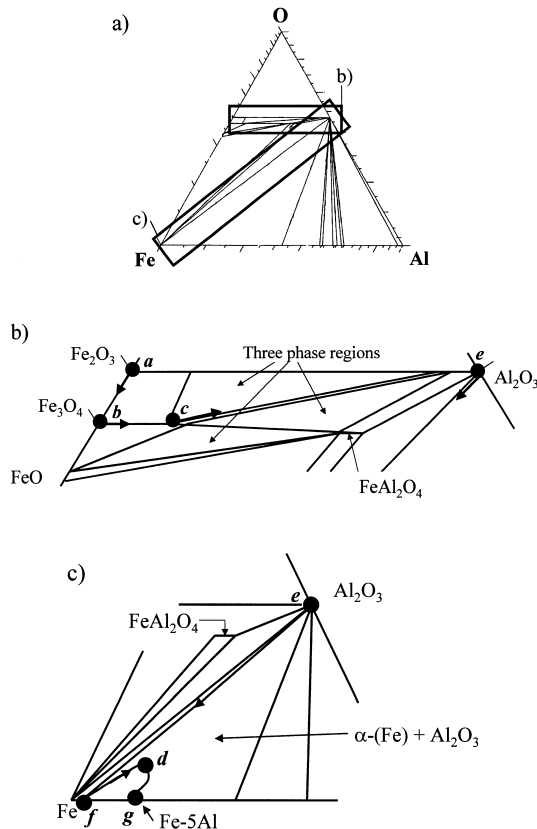 a)
O
b)
c)
Fe
Al
b)
Fe₂O₃
a
Three phase regions
e
Al₂O₃
Fe₃O₄
b
c
FeO
FeAl₂O₄
c)
e
Al₂O₃
FeAl₂O₄
α-(Fe) + Al₂O₃
d
Fe
f
g
Fe-5Al